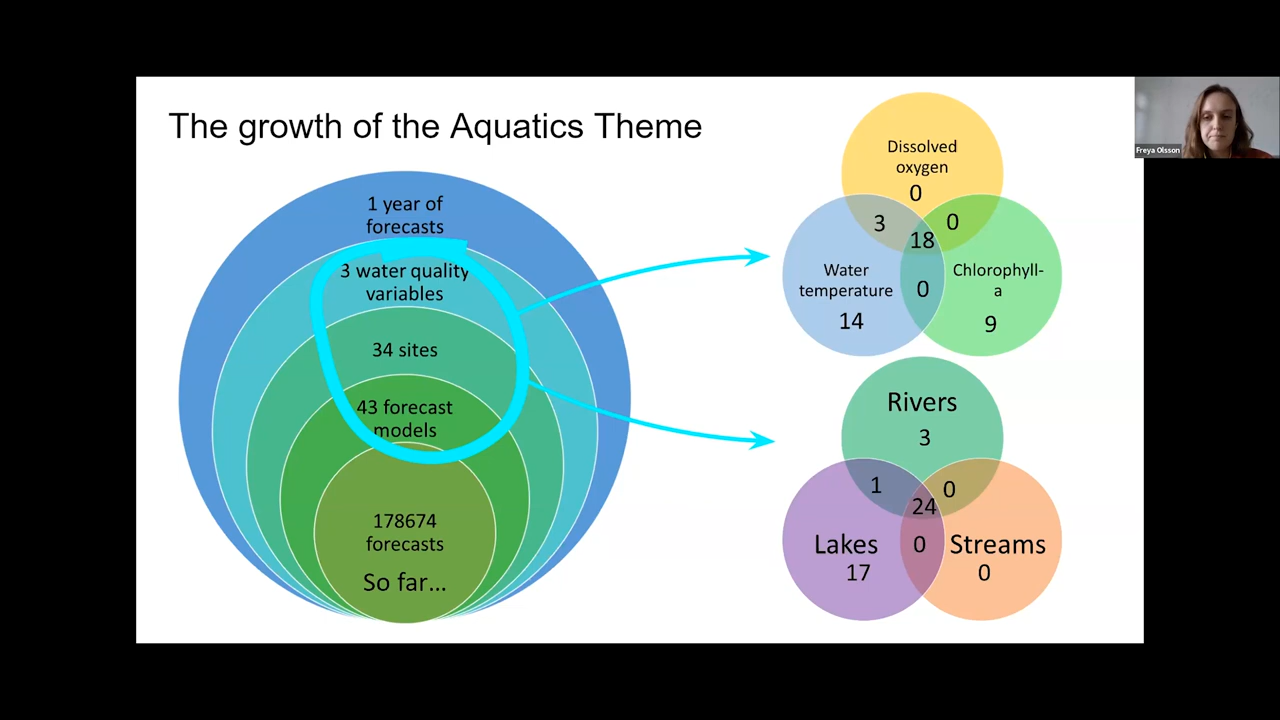 The growth of the Aquatics Theme
1 year of
forecasts
3 water quality
variables
34 sites
43 forecast
models
178674
forecasts
So far...
Dissolved
oxygen
0
3
0
18
Water
temperature
14
0
Chlorophyll-
a
9
Rivers
3
1
0
24
Lakes
17
0
Streams
0
Freya Olsson